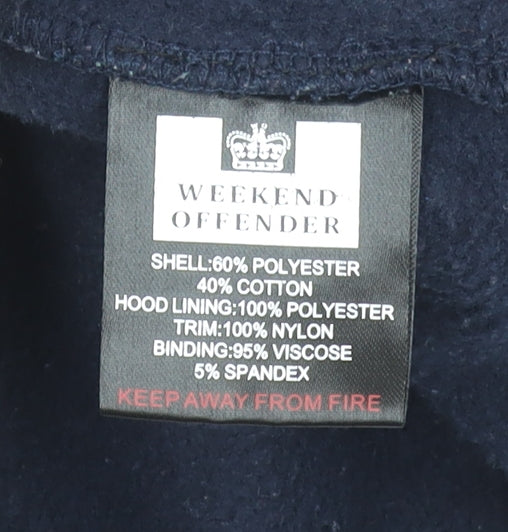 WEEKEND
OFFENDER
SHELL:60% POLYESTER
40% COTTON
HOOD LINING:100% POLYESTER
TRIM:100% NYLON
BINDING:95% VISCOSE
5% SPANDEX
KEEP AWAY FROM FIRE